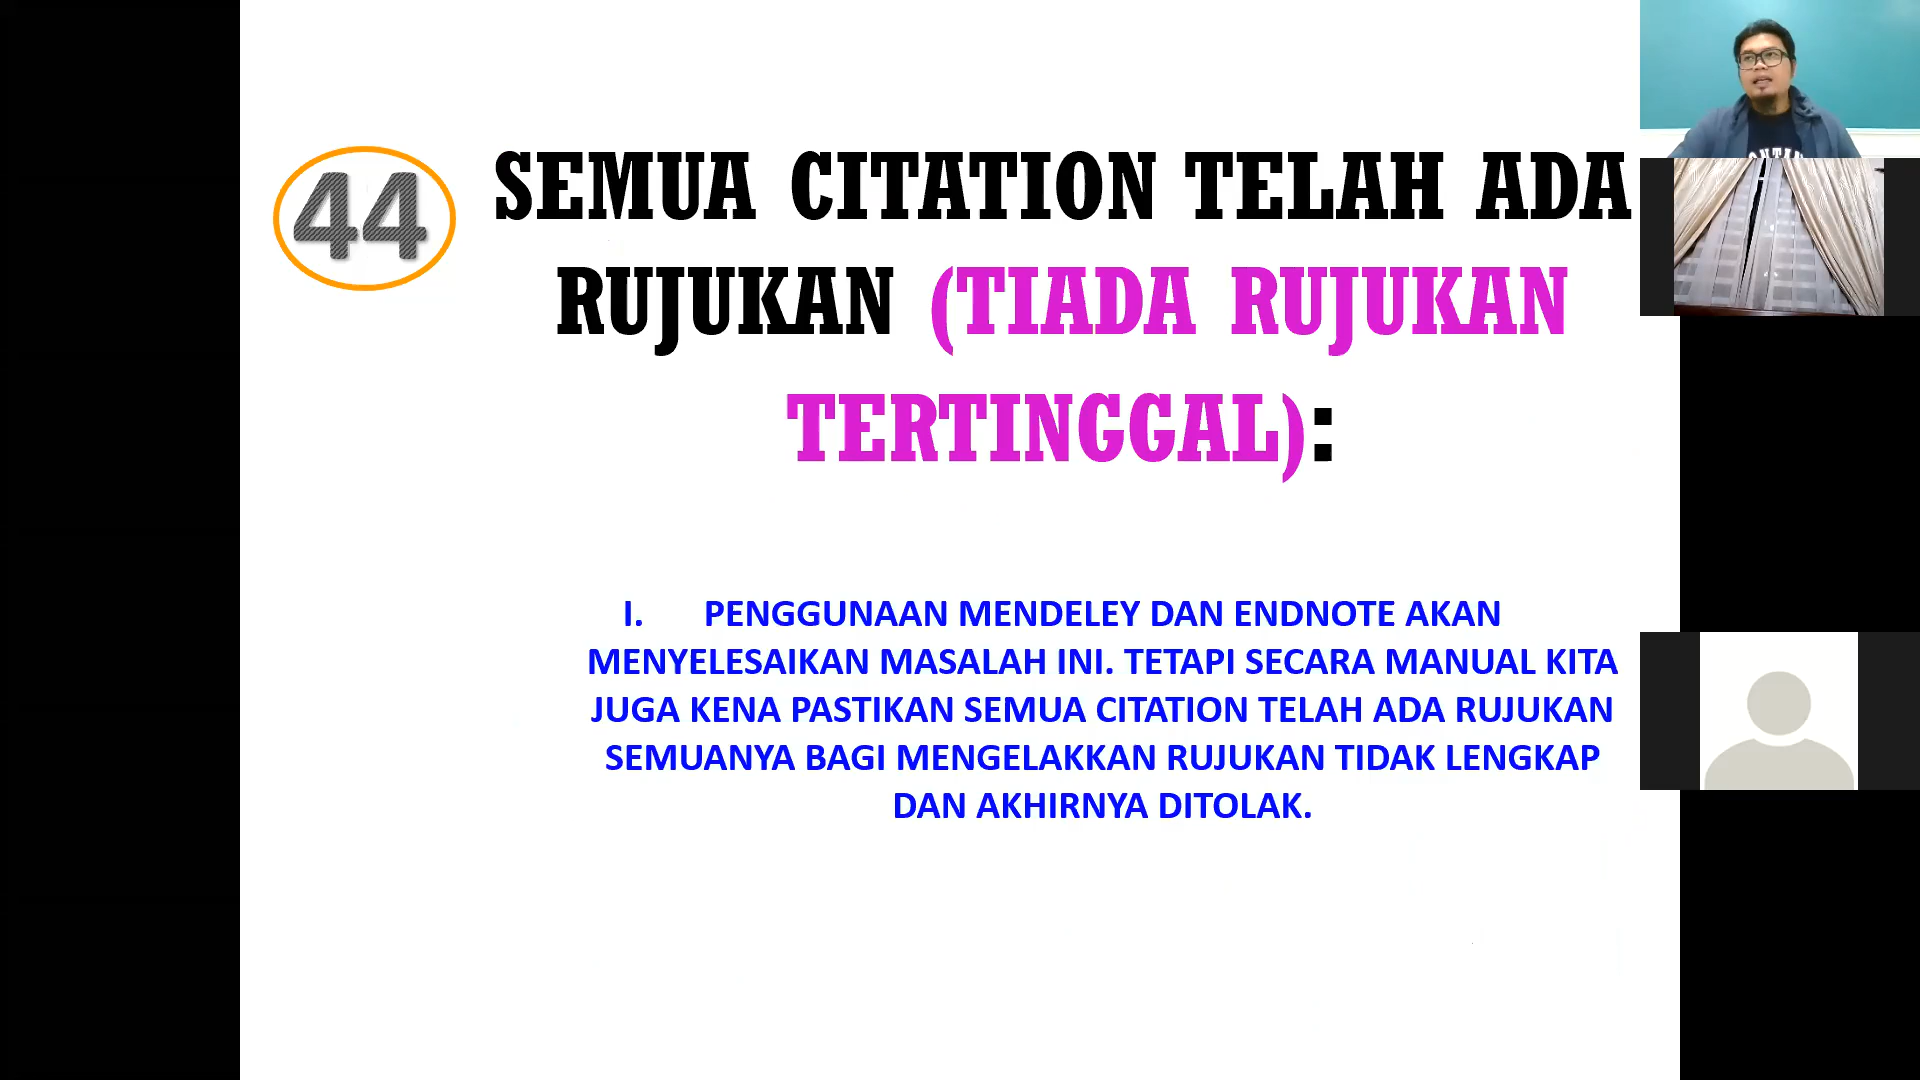 44
SEMUA CITATION TELAH ADA
RUJUKAN (TIADA RUJUKAN
TERTINGGAL):
I. PENGGUNAAN MENDELEY DAN ENDNOTE AKAN
MENYELESAIKAN MASALAH INI. TETAPI SECARA MANUAL KITA
JUGA KENA PASTIKAN SEMUA CITATION TELAH ADA RUJUKAN
SEMUANYA BAGI MENGELAKKAN RUJUKAN TIDAK LENGKAP
DAN AKHIRNYA DITOLAK.